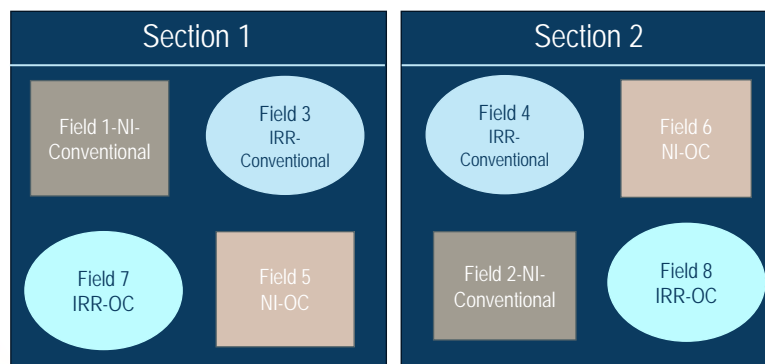 Section 1
Field 1-NI-
Conventional
Field 3
IRR-
Conventional
Field 7
IRR-OC
Field 5
NI-OC
Section 2
Field 4
IRR-
Conventional
Field 6
NI-OC
Field 2-NI-
Conventional
Field 8
IRR-OC